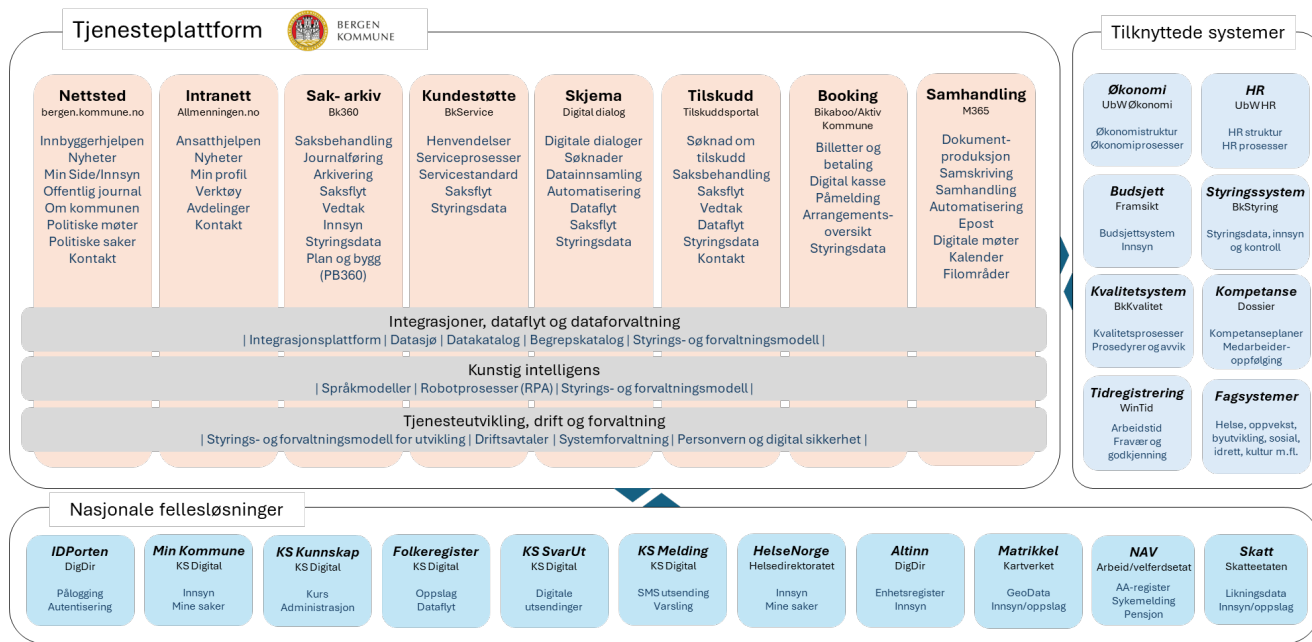 Tjenesteplattform
BERGEN
KOMMUNE
Nettsted
bergen.kommune.no
Innbyggerhjelpen
Nyheter
Min Side/Innsyn
Offentlig journal
Om kommunen
Politiske møter
Politiske saker
Kontakt
Intranett
Allmenningen.no
Ansatthjelpen
Nyheter
Min profil
Verktøy
Avdelinger
Kontakt
Sak- arkiv
Bk360
Saksbehandling
Journalføring
Arkivering
Saksflyt
Vedtak
Innsyn
Styringsdata
Plan og bygg
(PB360)
Kundestøtte
BkService
Henvendelser
Serviceprosesser
Servicestandard
Saksflyt
Styringsdata
Skjema
Digital dialog
Digitale dialoger
Søknader
Datainnsamling
Automatisering
Dataflyt
Saksflyt
Styringsdata
Tilskudd
Tilskuddsportal
Søknad om
tilskudd
Saksbehandling
Saksflyt
Vedtak
Dataflyt
Styringsdata
Kontakt
Booking
Bikaboo/Aktiv
Kommune
Billetter og
betaling
Digital kasse
Påmelding
Arrangements-
oversikt
Styringsdata
Samhandling
M365
Dokument-
produksjon
Samskriving
Samhandling
Automatisering
Epost
Digitale møter
Kalender
Filområder
Integrasjoner, dataflyt og dataforvaltning
| Integrasjonsplattform | Datasjø | Datakatalog | Begrepskatalog | Styrings- og forvaltningsmodell |
Kunstig intelligens
| Språkmodeller | Robotprosesser (RPA) | Styrings- og forvaltningsmodell |
Tjenesteutvikling, drift og forvaltning
| Styrings- og forvaltningsmodell for utvikling | Driftsavtaler | Systemforvaltning | Personvern og digital sikkerhet |
Tilknyttede systemer
Økonomi
UbW Økonomi
Økonomistruktur
Økonomiprosesser
HR
UbW HR
HR struktur
HR prosesser
Budsjett
Framsikt
Budsjettsystem
Innsyn
Styringssystem
BkStyring
Styringsdata, innsyn
og kontroll
Kvalitetsystem
BkKvalitet
Kvalitetsprosesser
Prosedyrer og avvik
Kompetanse
Dossier
Kompetanseplaner
Medarbeider-
oppfølging
Tidregistrering
WinTid
Arbeidstid
Fravær og
godkjenning
Fagsystemer
Helse, oppvekst,
byutvikling, sosial,
idrett, kultur m.fl.
Nasjonale fellesløsninger
IDPorten
DigDir
Pålogging
Autentisering
Min Kommune
KS Digital
Innsyn
Mine saker
KS Kunnskap
KS Digital
Kurs
Administrasjon
Folkeregister
KS Digital
Oppslag
Dataflyt
KS SvarUt
KS Digital
Digitale
utsendinger
KS Melding
KS Digital
SMS utsending
Varsling
HelseNorge
Helsedirektoratet
Innsyn
Mine saker
Altinn
DigDir
Enhetsregister
Innsyn
Matrikkel
Kartverket
GeoData
Innsyn/oppslag
NAV
Arbeid/velferdsetat
AA-register
Sykemelding
Pensjon
Skatt
Skatteetaten
Likningsdata
Innsyn/oppslag